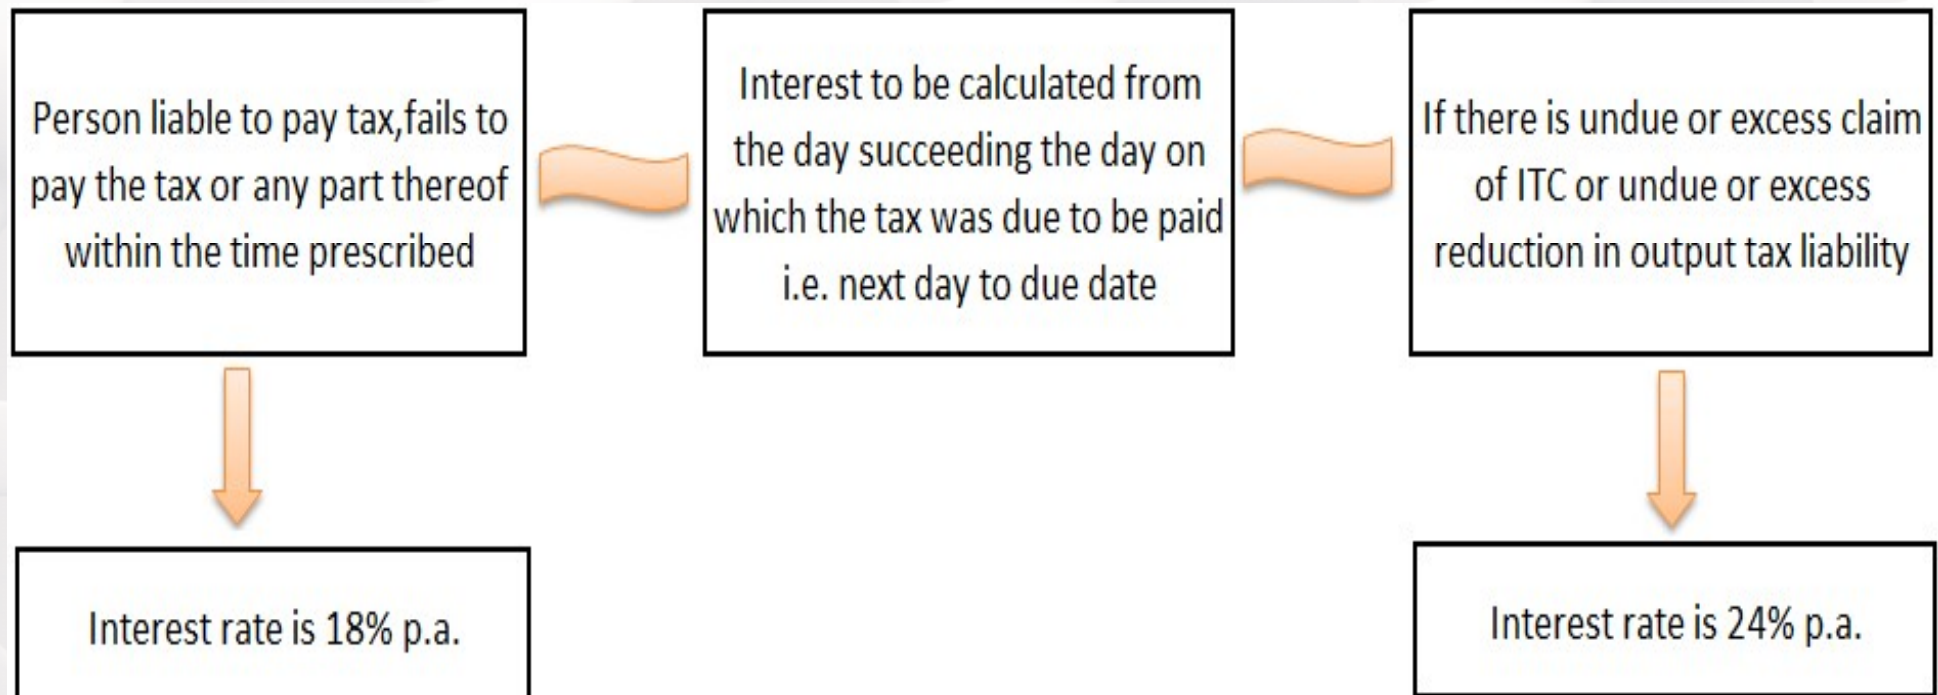 Person liable to pay tax,fails to
pay the tax or any part thereof
within the time prescribed
Interest to be calculated from
the day succeeding the day on
which the tax was due to be paid
i.e. next day to due date
If there is undue or excess claim
of ITC or undue or excess
reduction in output tax liability
Interest rate is 18% p.a.
Interest rate is 24% p.a.